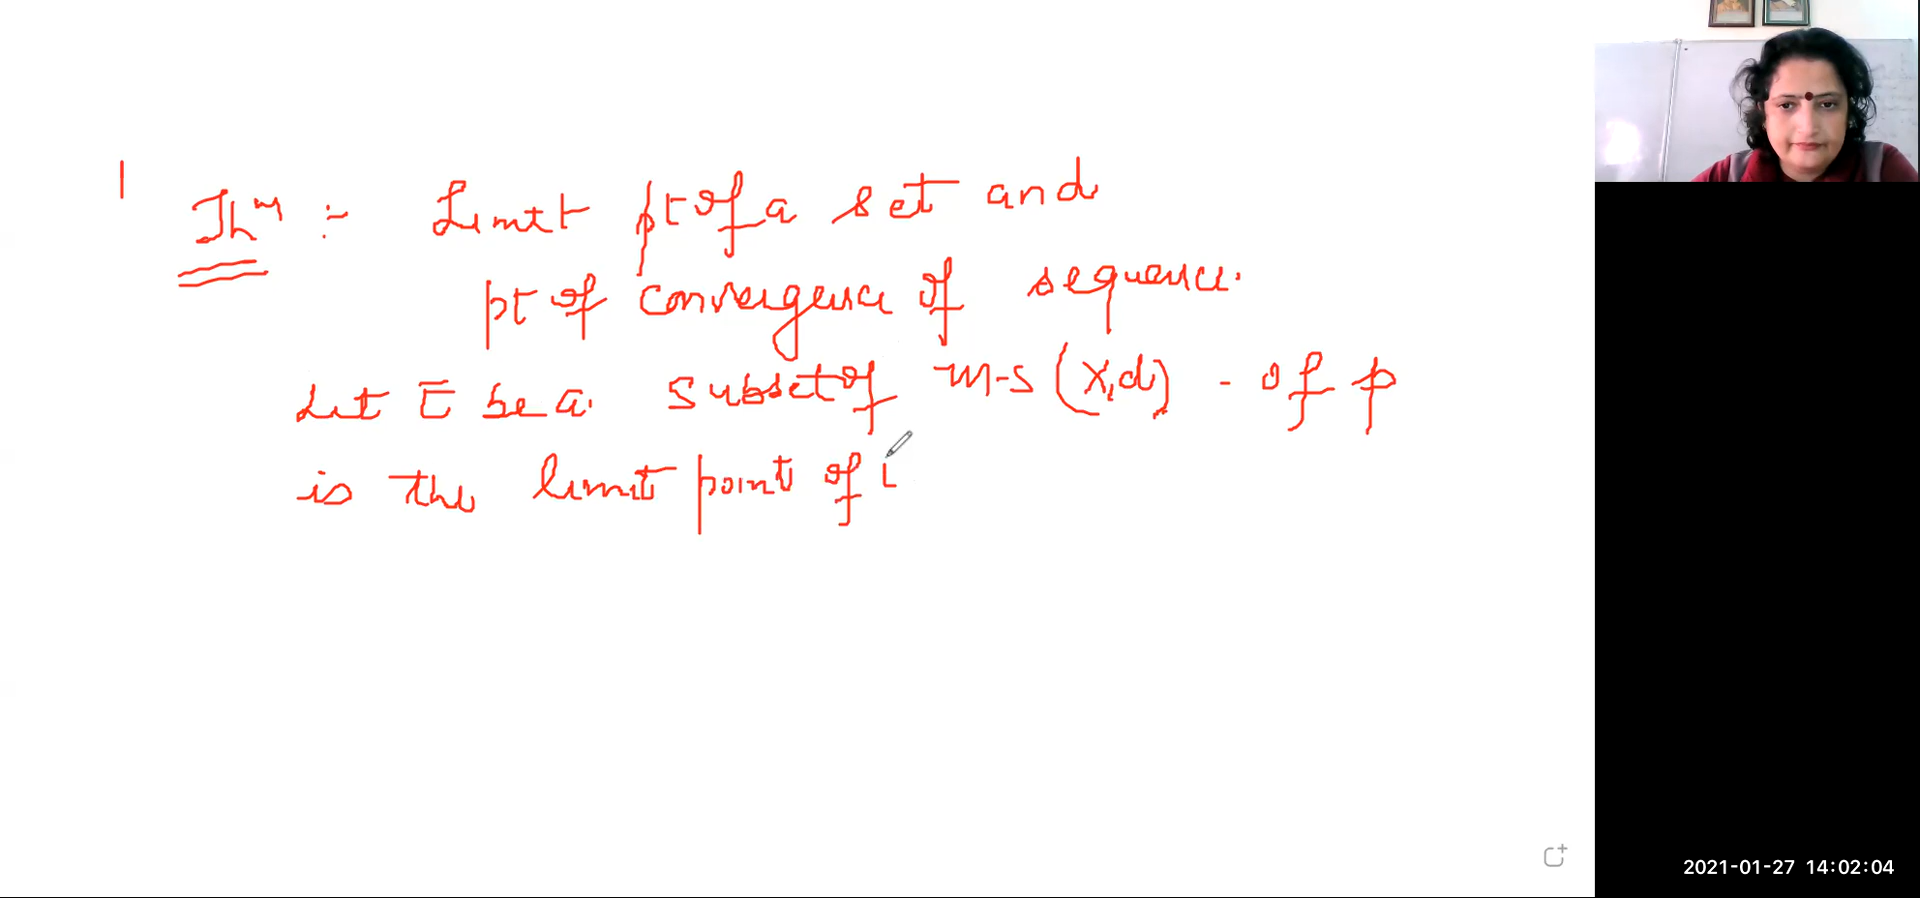 1
Thm :- Limit pt of a set and
pt of convergence of sequence.
Let E be a subset of M-S (X,d) - of p
is the limit point of
2021-01-27 14:02:04